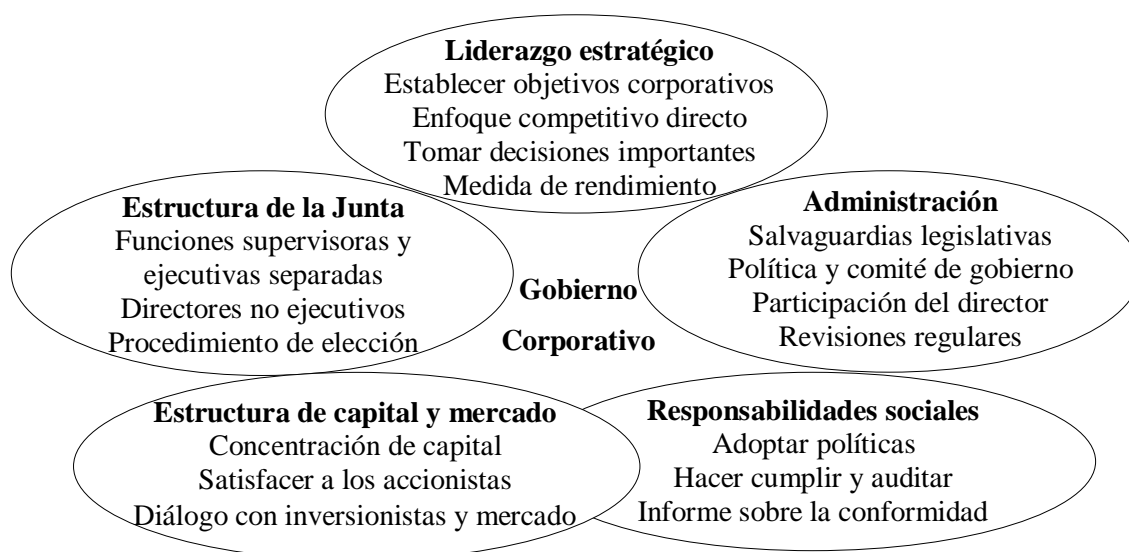 Liderazgo estratégico
Establecer objetivos corporativos
Enfoque competitivo directo
Tomar decisiones importantes
Medida de rendimiento
Estructura de la Junta
Funciones supervisoras y
ejecutivas separadas
Directores no ejecutivos
Procedimiento de elección
Gobierno
Corporativo
Administración
Salvaguardias legislativas
Política y comité de gobierno
Participación del director
Revisiones regulares
Estructura de capital y mercado
Concentración de capital
Satisfacer a los accionistas
Diálogo con inversionistas y mercado
Responsabilidades sociales
Adoptar políticas
Hacer cumplir y auditar
Informe sobre la conformidad